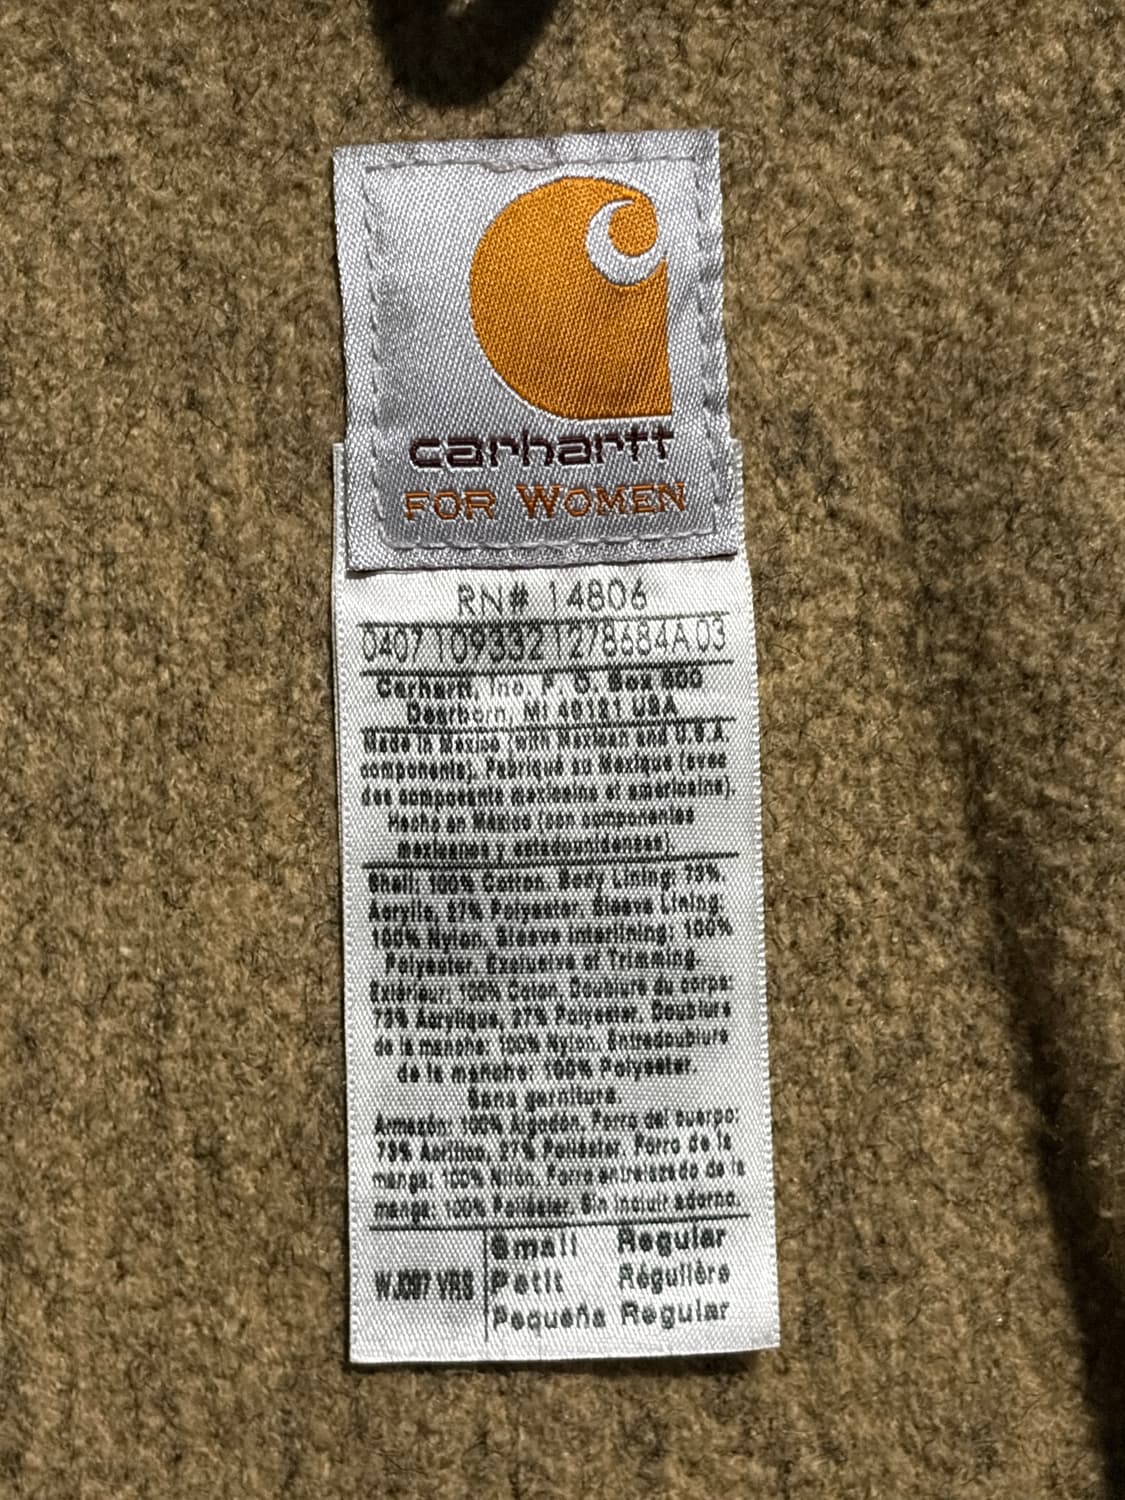 carhartt
FOR WOMEN
RN# 14806
0407 109332 1278684A 03
Carhartt, Inc. P. O. Box 600
Dearborn, MI 48121 USA
Made in Mexico (with Mexican and U.S.A.
components). Fabriqué au Mexique (avec
des composants mexicains et americains).
Hecho en México (con componentes
mexicanos y estadounidenses)
Shell: 100% Cotton. Body Lining: 73%
Acrylic, 27% Polyester. Sleeve Lining:
100% Nylon. Sleeve Interlining: 100%
Polyester. Exclusive of Trimming.
Extérieur: 100% Coton. Doublure du corps:
73% Acrylique, 27% Polyester. Doublure
de la manche: 100% Nylon. Entredoublure
de la manche: 100% Polyester.
Sans garniture.
Armazón: 100% Algodón. Forro del cuerpo:
73% Acrílico, 27% Poliéster. Forro de la
manga: 100% Nilón. Forro entrelazado de la
manga: 100% Poliéster. Sin incluir adorno.
WJ097 VRS
Small Regular
Petit Régulière
Pequeña Regular